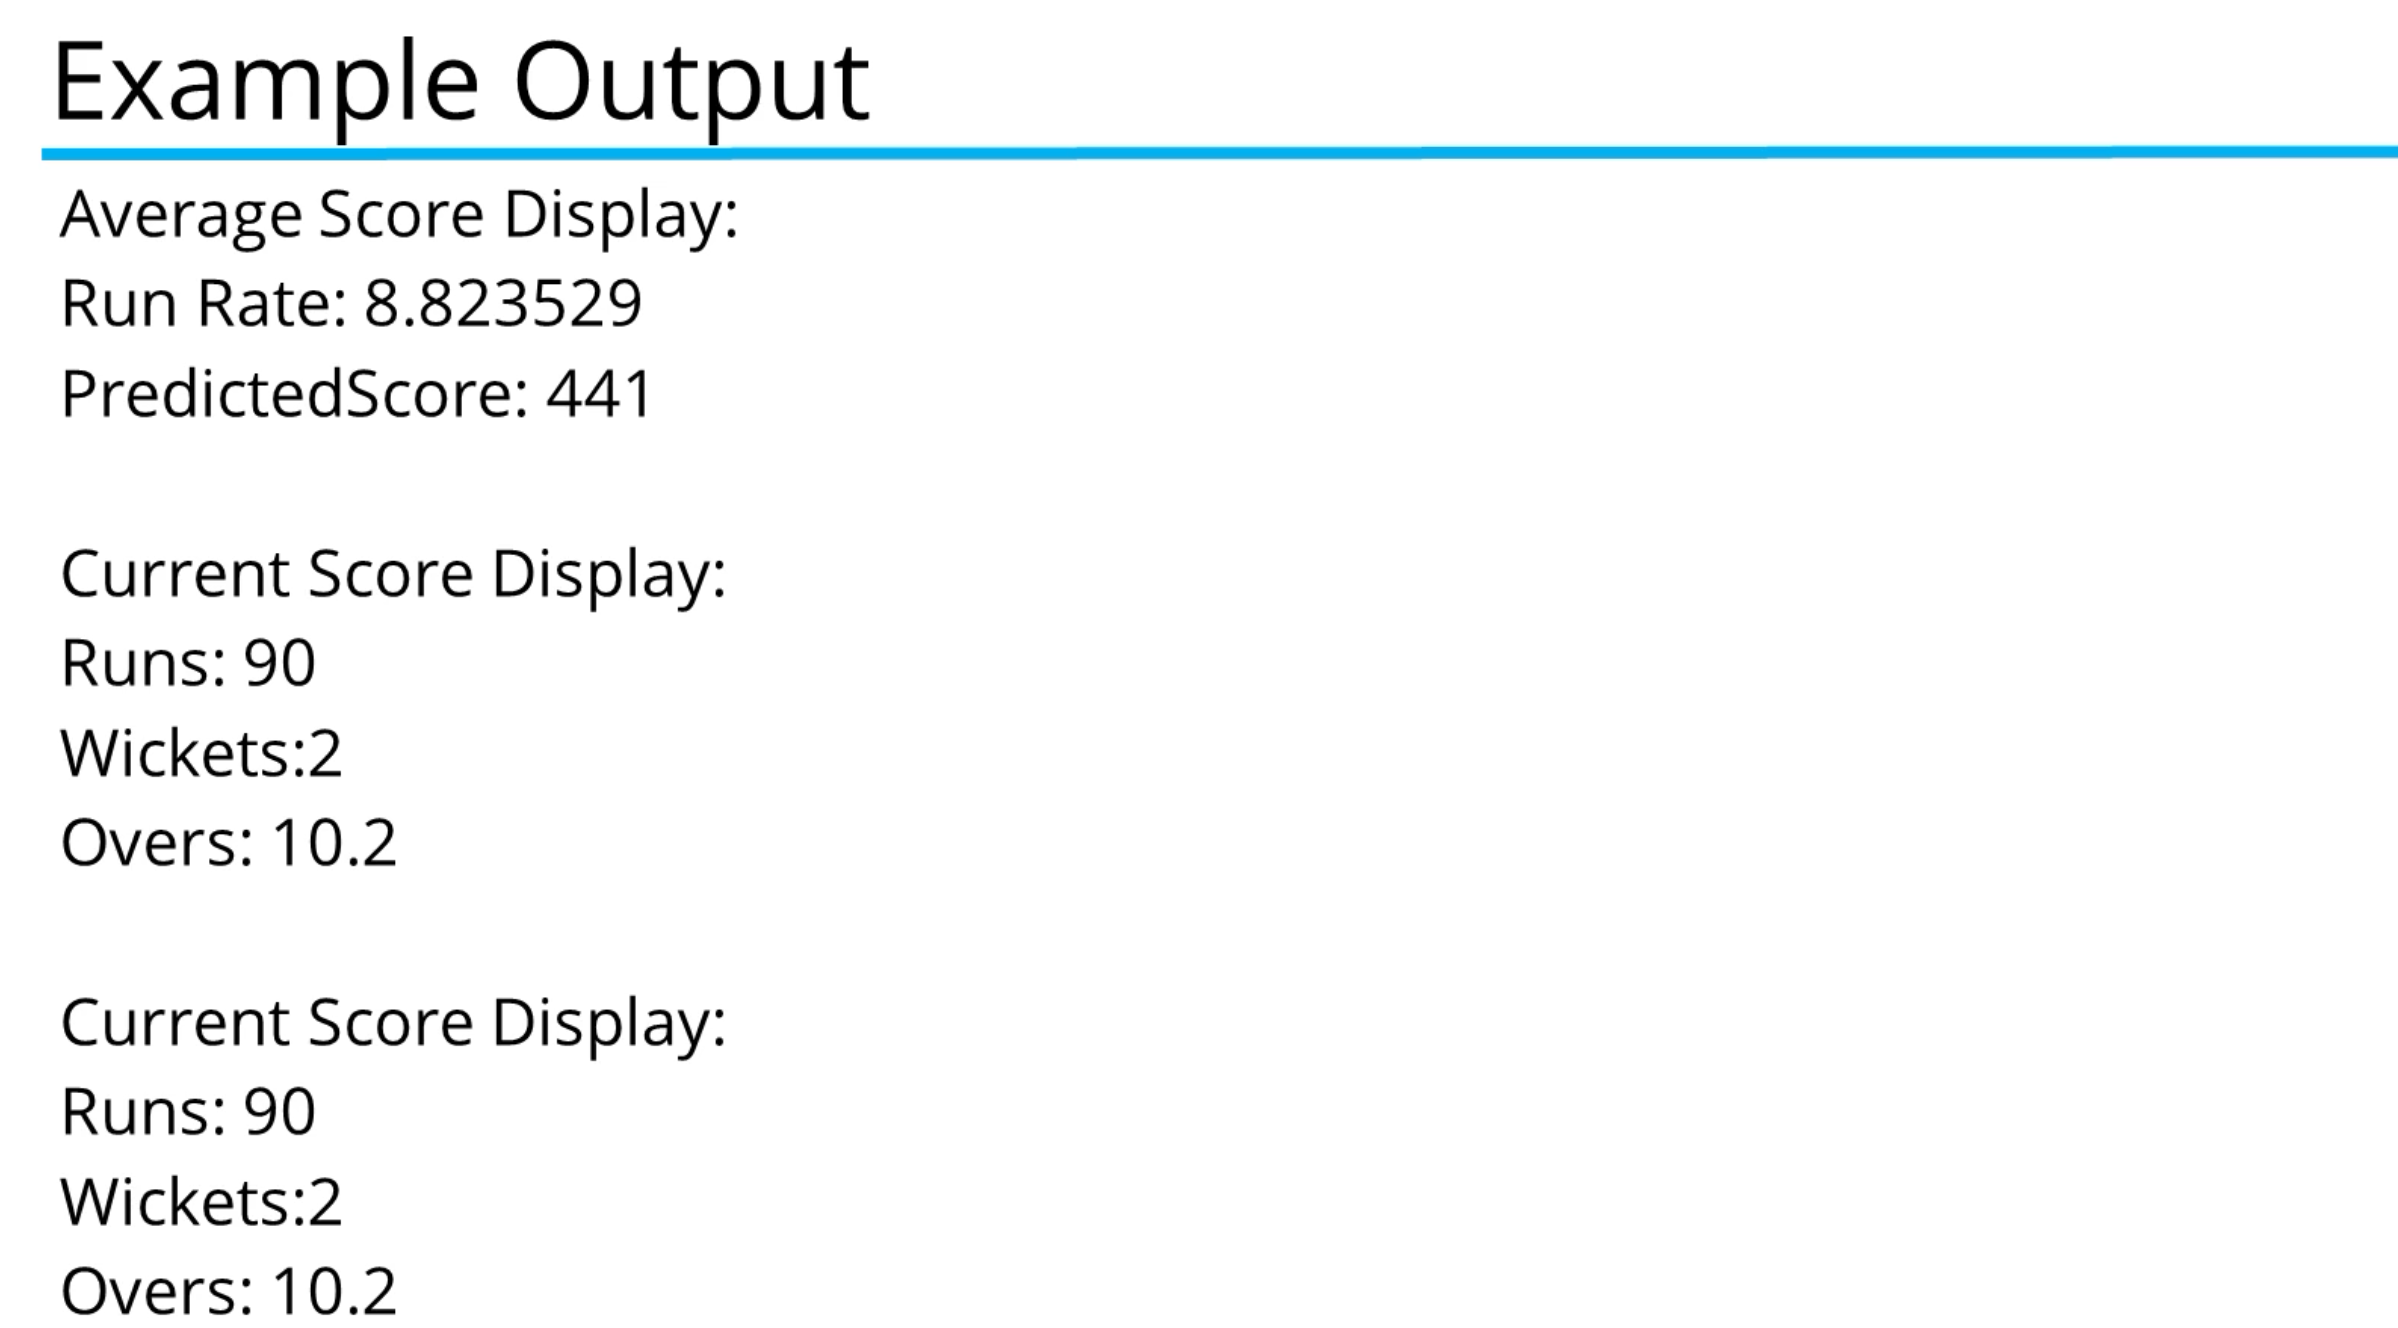 Example Output
Average Score Display:
Run Rate: 8.823529
PredictedScore: 441
Current Score Display:
Runs: 90
Wickets:2
Overs: 10.2
Current Score Display:
Runs: 90
Wickets:2
Overs: 10.2